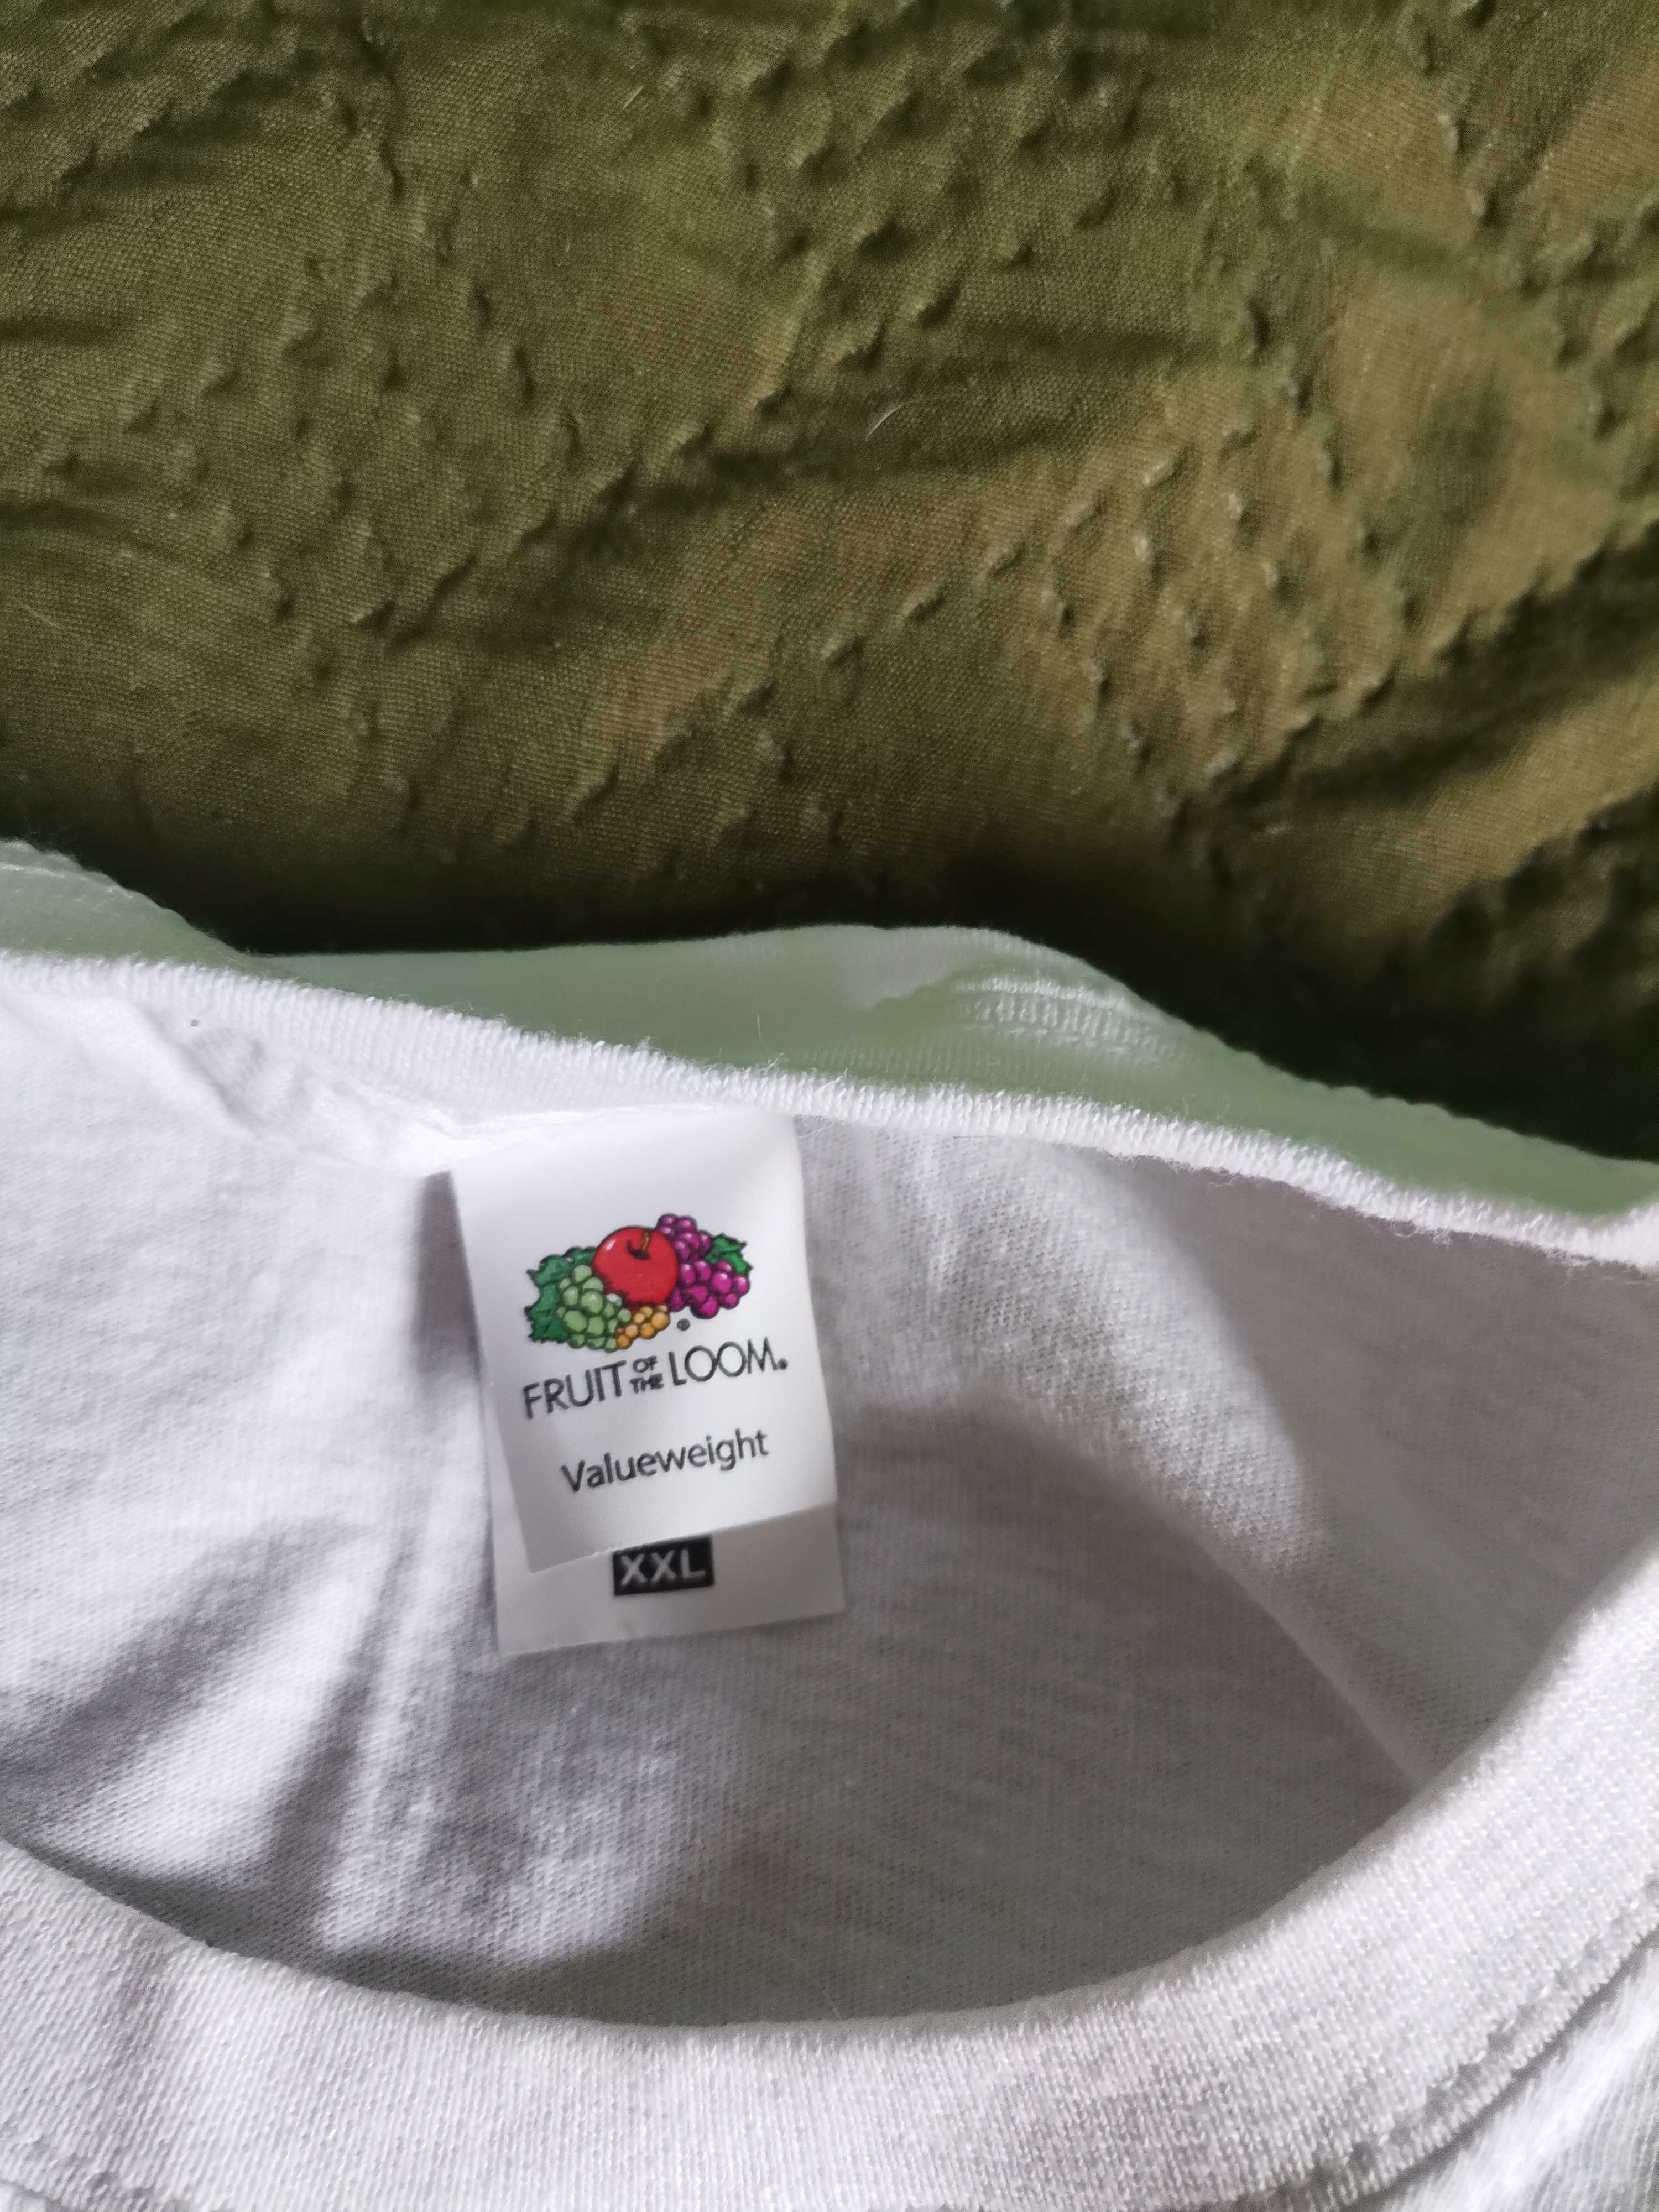 FRUIT OF THE LOOM.
Valueweight
XXL